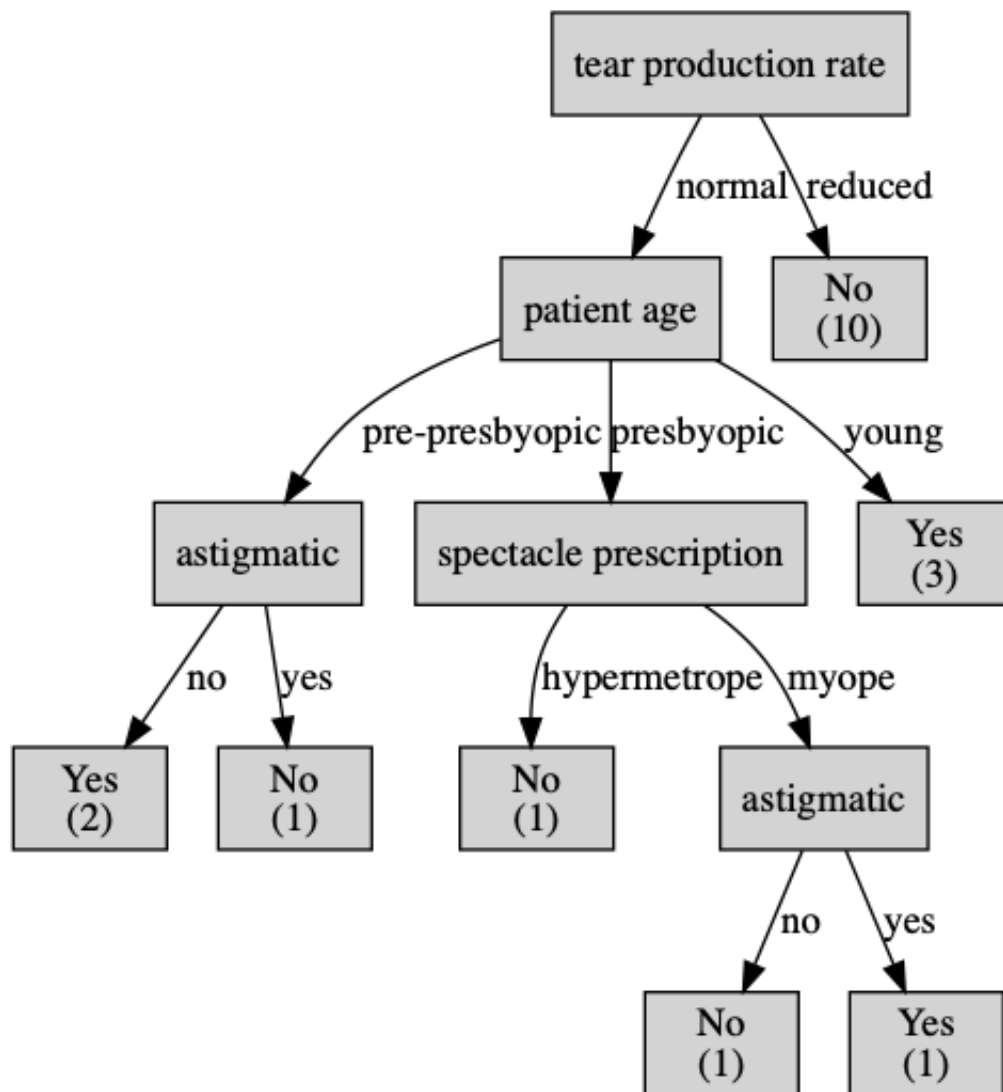 tear production rate
normal
reduced
patient age
No
(10)
pre-presbyopic
presbyopic
young
astigmatic
spectacle prescription
Yes
(3)
no
yes
hypermetrope
myope
Yes
(2)
No
(1)
No
(1)
astigmatic
no
yes
No
(1)
Yes
(1)